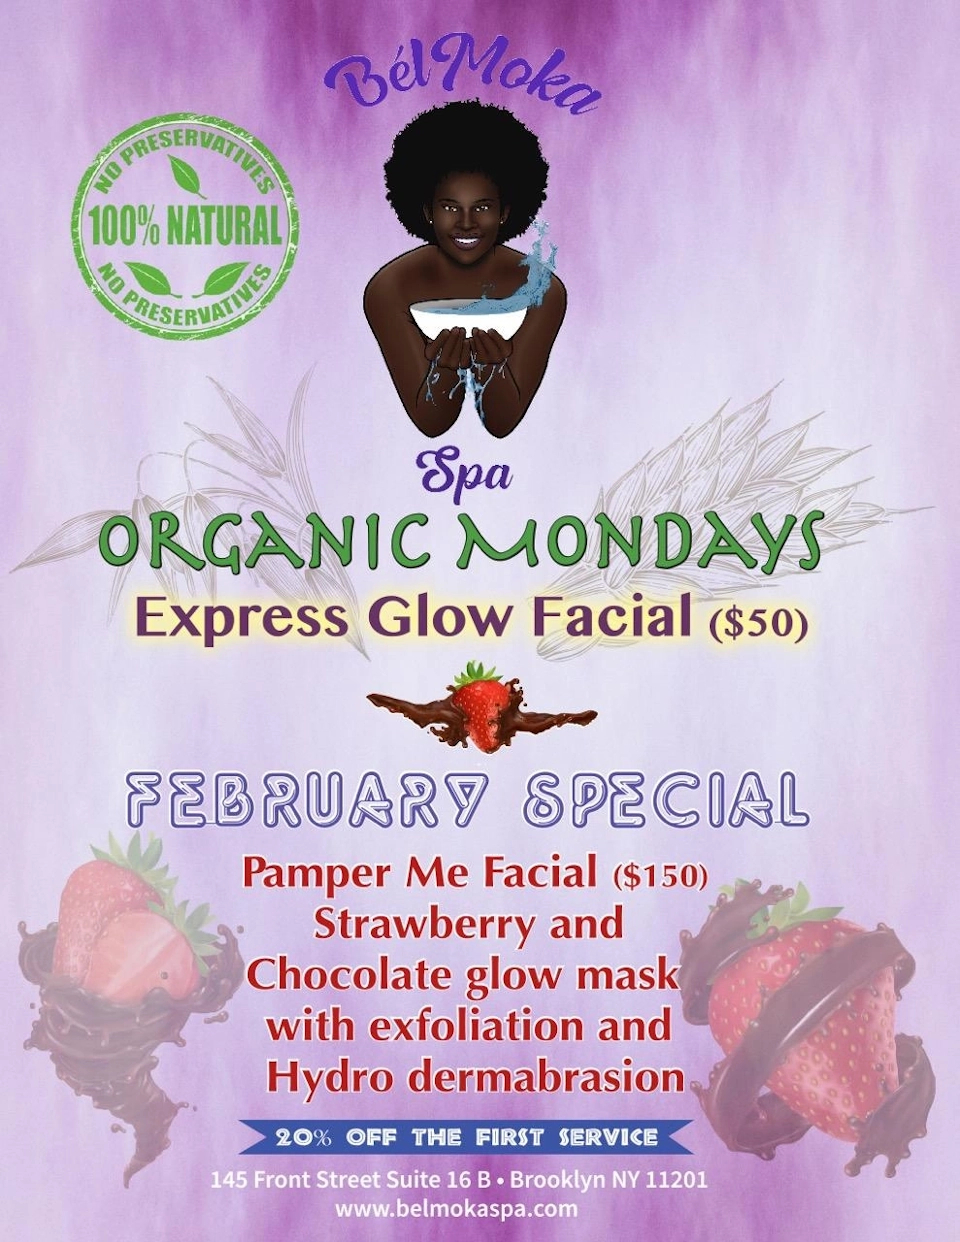 BélMoka
NO PRESERVATIVES
100% NATURAL
NO PRESERVATIVES
Spa
ORGANIC MONDAYS
Express Glow Facial ($50)
FEBRUARY SPECIAL
Pamper Me Facial ($150)
Strawberry and
Chocolate glow mask
with exfoliation and
Hydro dermabrasion
20% OFF THE FIRST SERVICE
145 Front Street Suite 16 B • Brooklyn NY 11201
www.belmokaspa.com